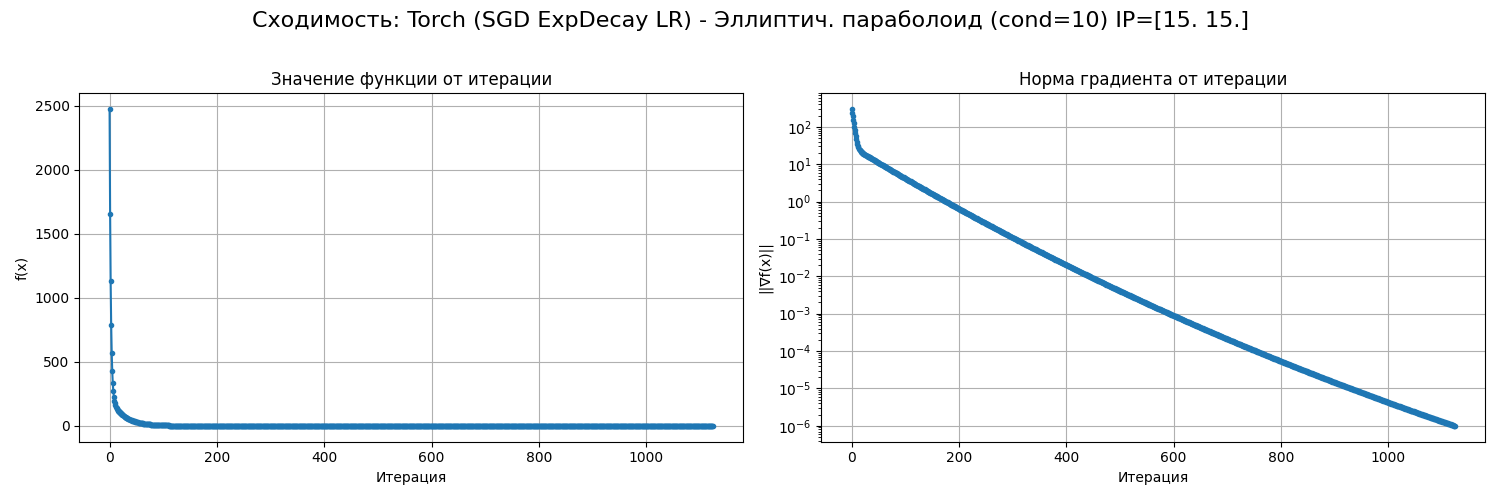 Сходимость: Torch (SGD ExpDecay LR) - Эллиптич. параболоид (cond=10) IP=[15. 15.]
Значение функции от итерации
f(x)
2500
2000
1500
1000
500
0
0 200 400 600 800 1000
Итерация
Норма градиента от итерации
||∇f(x)||
10²
10¹
10⁰
10⁻¹
10⁻²
10⁻³
10⁻⁴
10⁻⁵
10⁻⁶
0 200 400 600 800 1000
Итерация